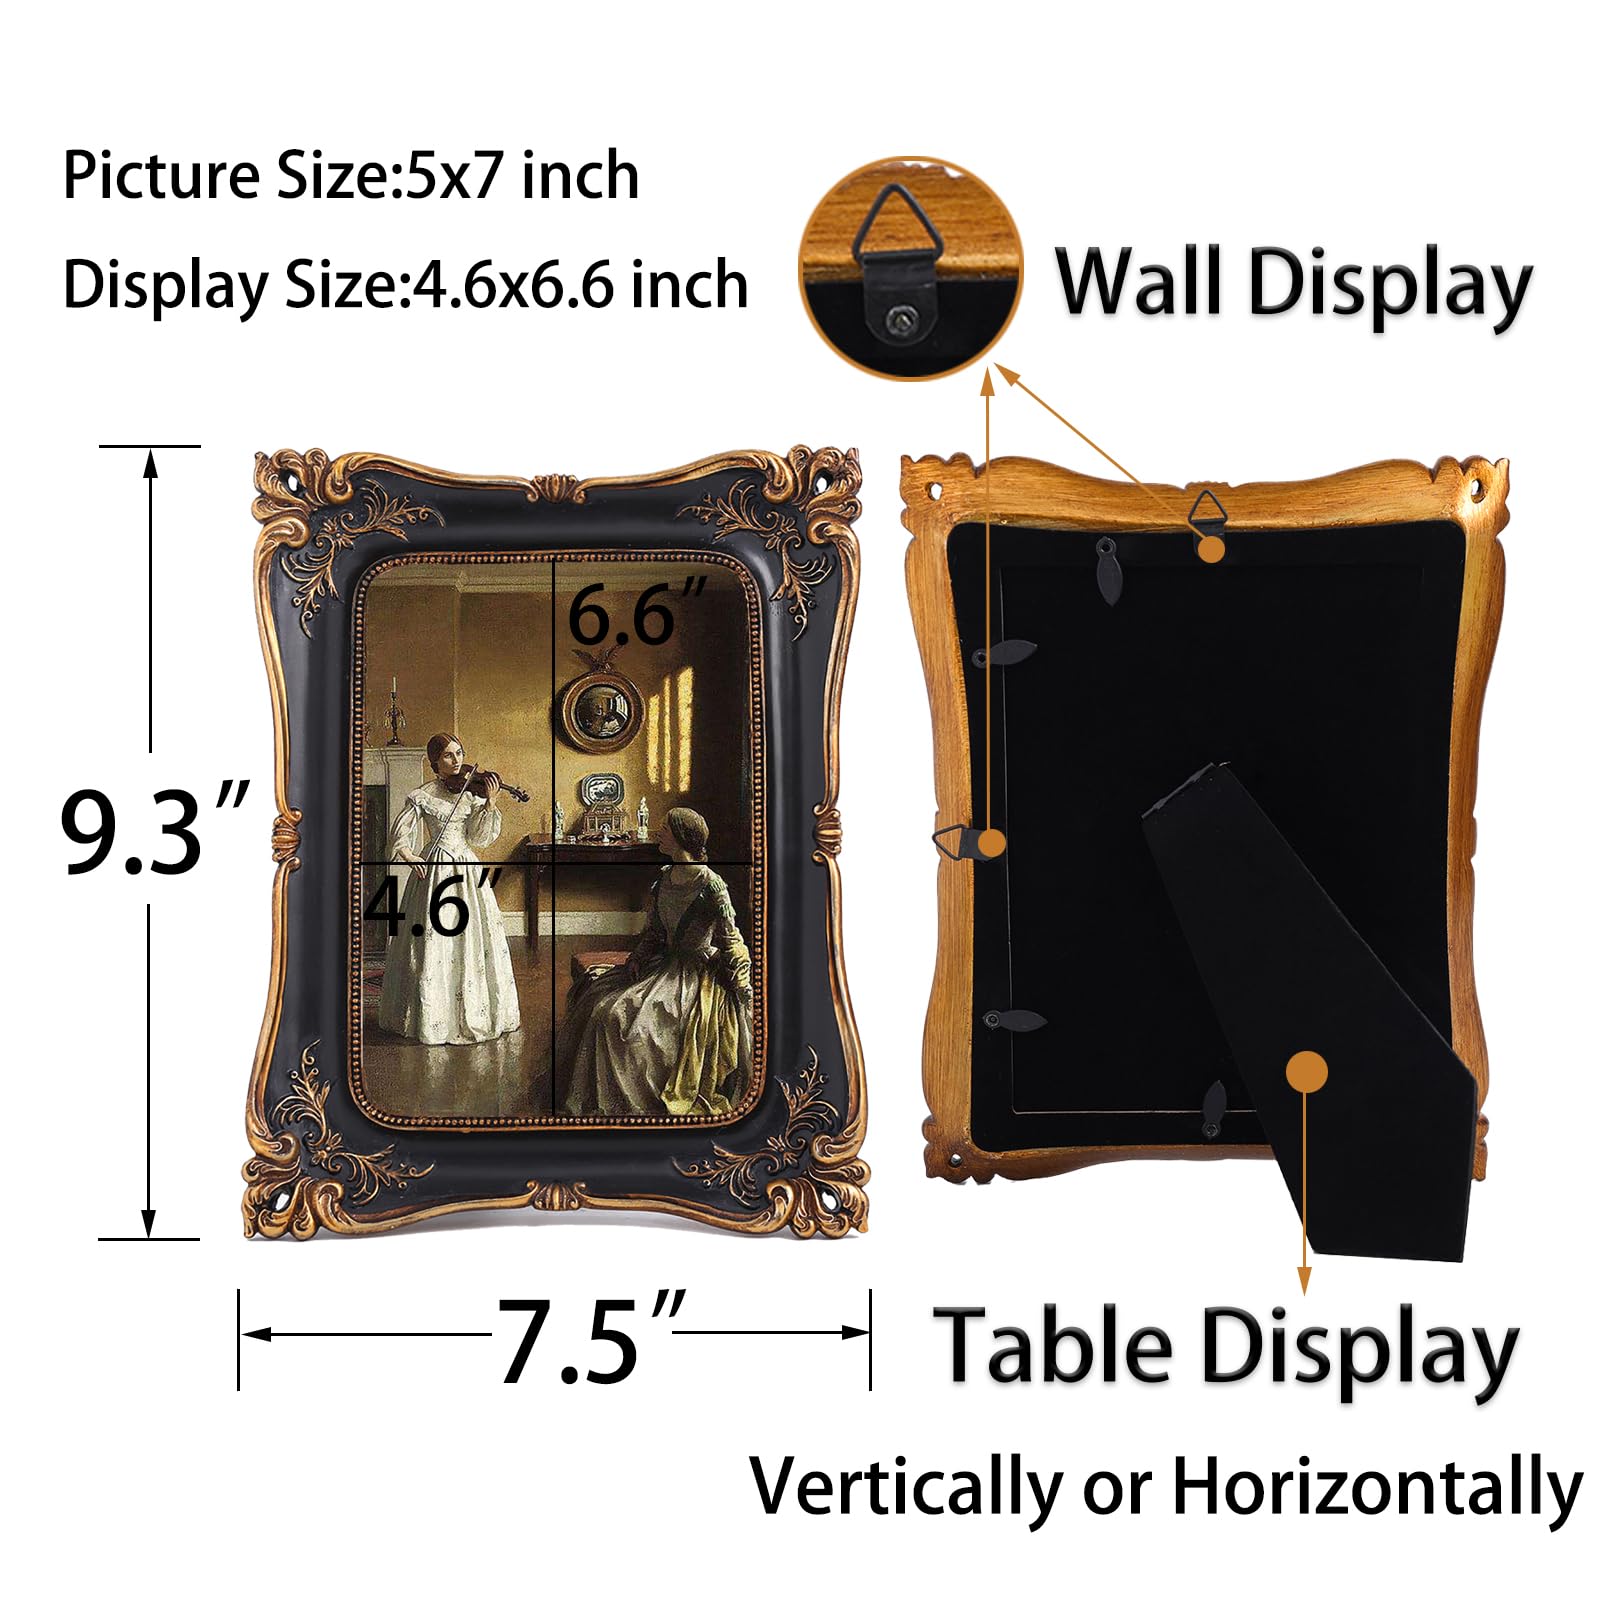 Picture Size:5x7 inch
Display Size:4.6x6.6 inch
Wall Display
6.6"
9.3"
4.6"
7.5"
Table Display
Vertically or Horizontally